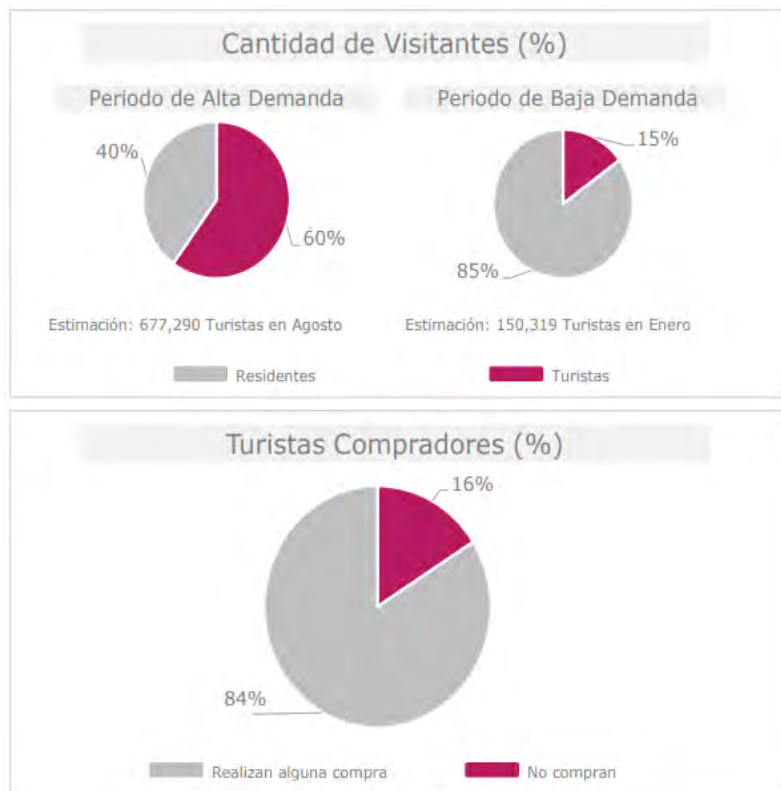 Cantidad de Visitantes (%)
Periodo de Alta Demanda
Periodo de Baja Demanda
40%
60%
15%
85%
Estimación: 677,290 Turistas en Agosto
Estimación: 150,319 Turistas en Enero
Residentes
Turistas
Turistas Compradores (%)
16%
84%
Realizan alguna compra
No compran